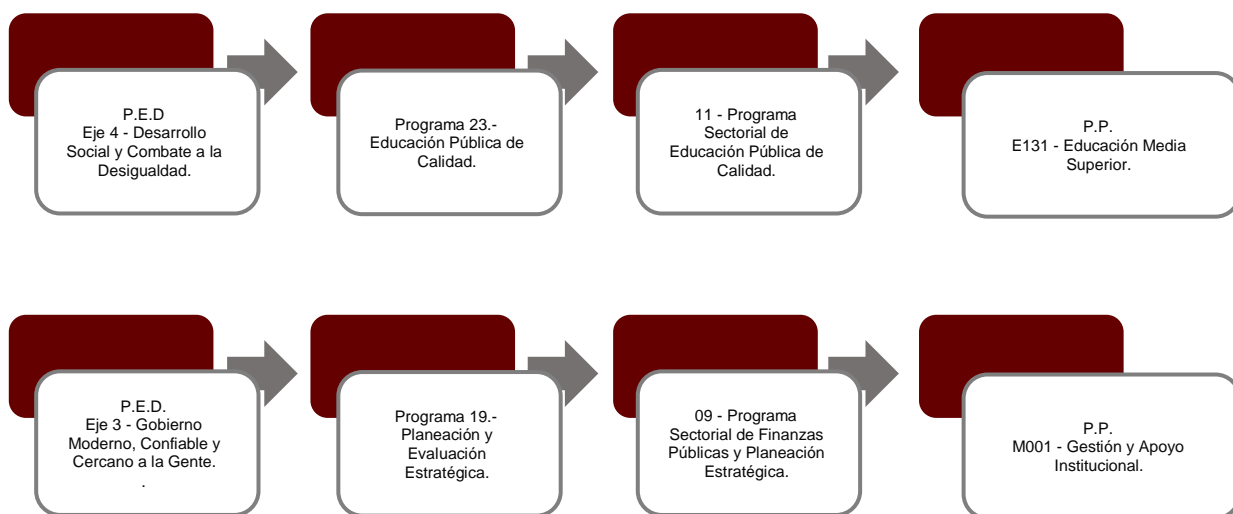 P.E.D
Eje 4 - Desarrollo
Social y Combate a la
Desigualdad.
Programa 23.-
Educación Pública de
Calidad.
11 - Programa
Sectorial de
Educación Pública de
Calidad.
P.P.
E131 - Educación Media
Superior.
P.E.D.
Eje 3 - Gobierno
Moderno, Confiable y
Cercano a la Gente.
.
Programa 19.-
Planeación y
Evaluación
Estratégica.
09 - Programa
Sectorial de Finanzas
Públicas y Planeación
Estratégica.
P.P.
M001 - Gestión y Apoyo
Institucional.